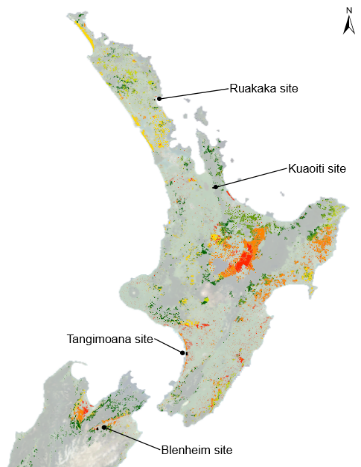 N
Ruakaka site
Kuaoiti site
Tangimoana site
Blenheim site